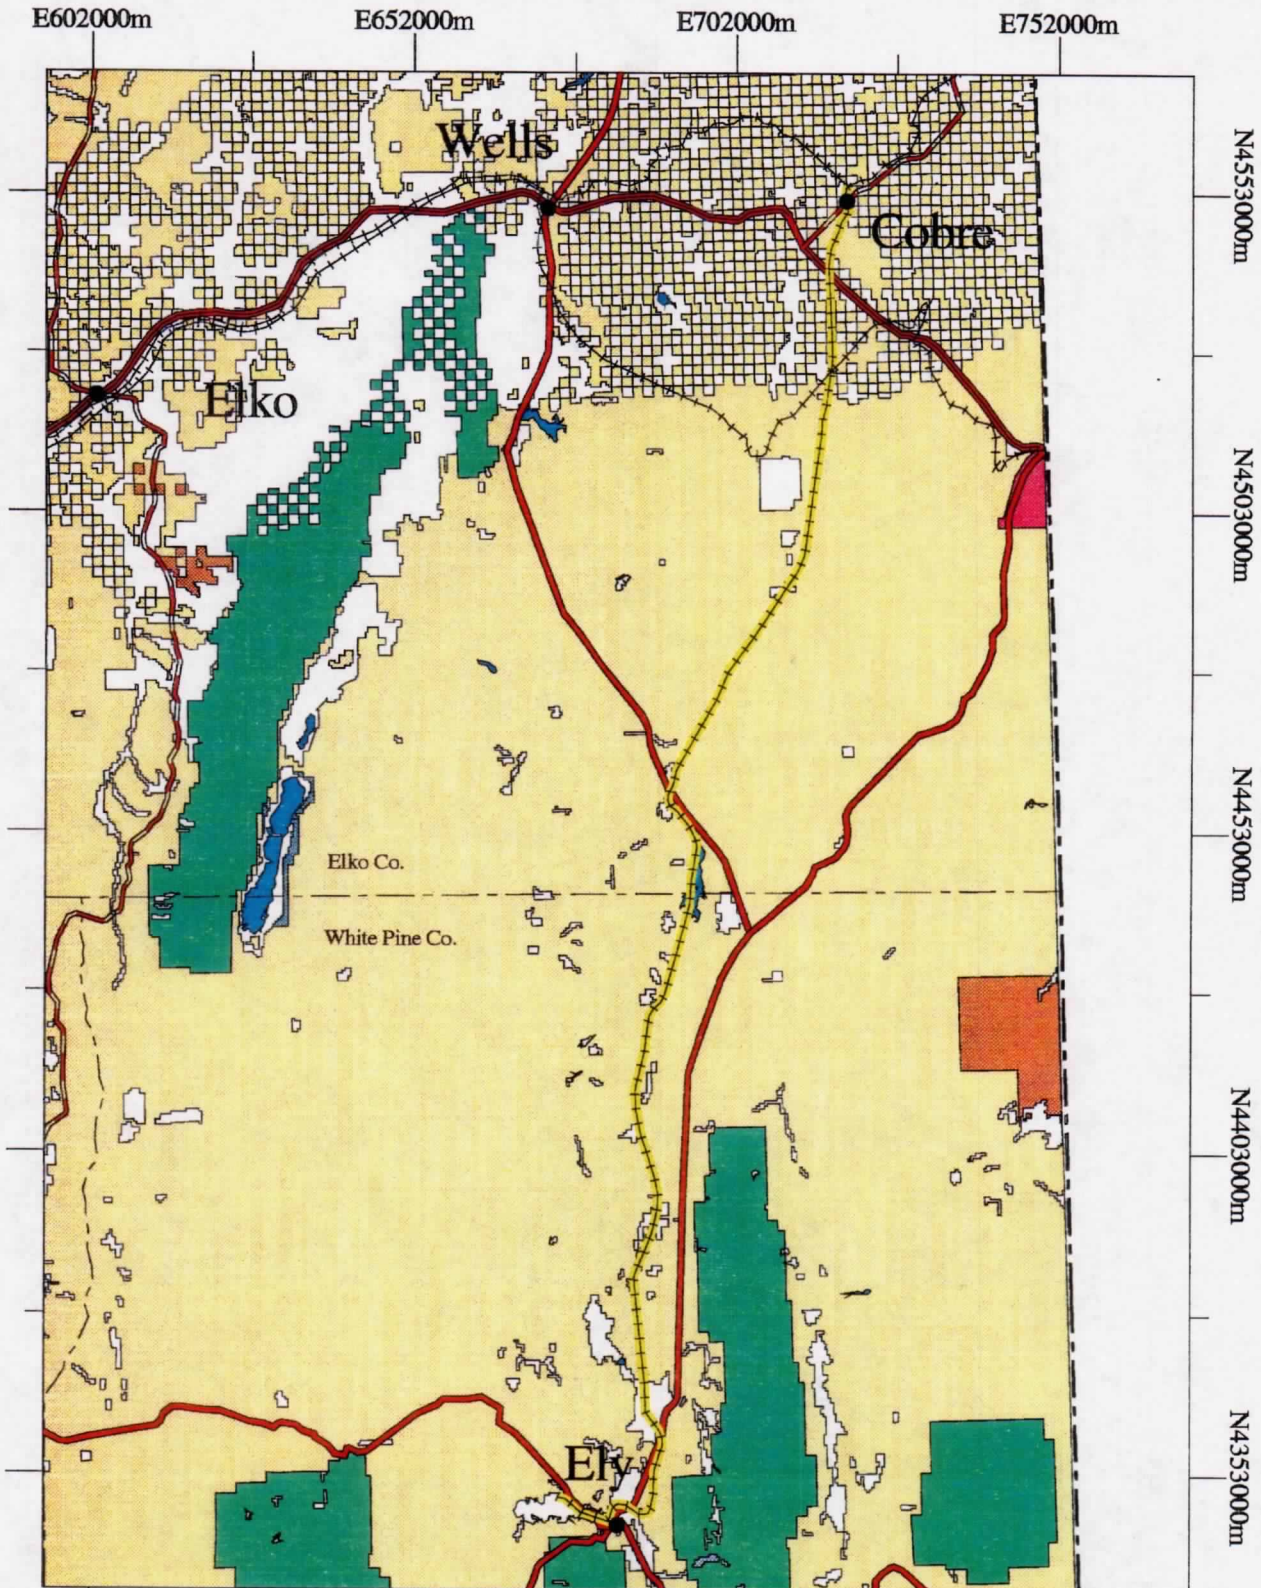 E602000m E652000m E702000m E752000m
Wells
N4553000m
Cobre
Elko
N4503000m
N4453000m
Elko Co.
White Pine Co.
N4403000m
N4353000m
Ely